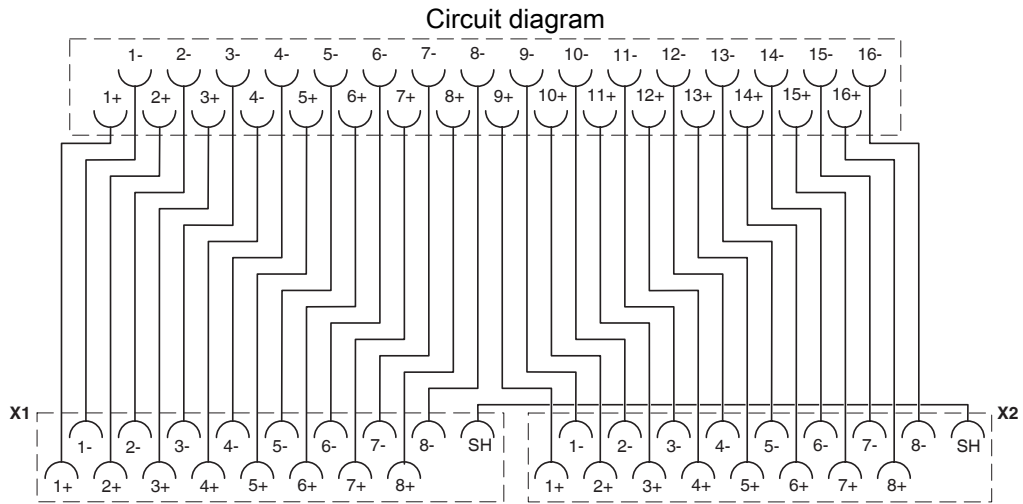 Circuit diagram
1- 2- 3- 4- 5- 6- 7- 8- 9- 10- 11- 12- 13- 14- 15- 16-
1+ 2+ 3+ 4- 5+ 6+ 7+ 8+ 9+ 10+ 11+ 12+ 13+ 14+ 15+ 16+
X1 X2
1- 2- 3- 4- 5- 6- 7- 8- SH 1- 2- 3- 4- 5- 6- 7- 8- SH
1+ 2+ 3+ 4+ 5+ 6+ 7+ 8+ 1+ 2+ 3+ 4+ 5+ 6+ 7+ 8+